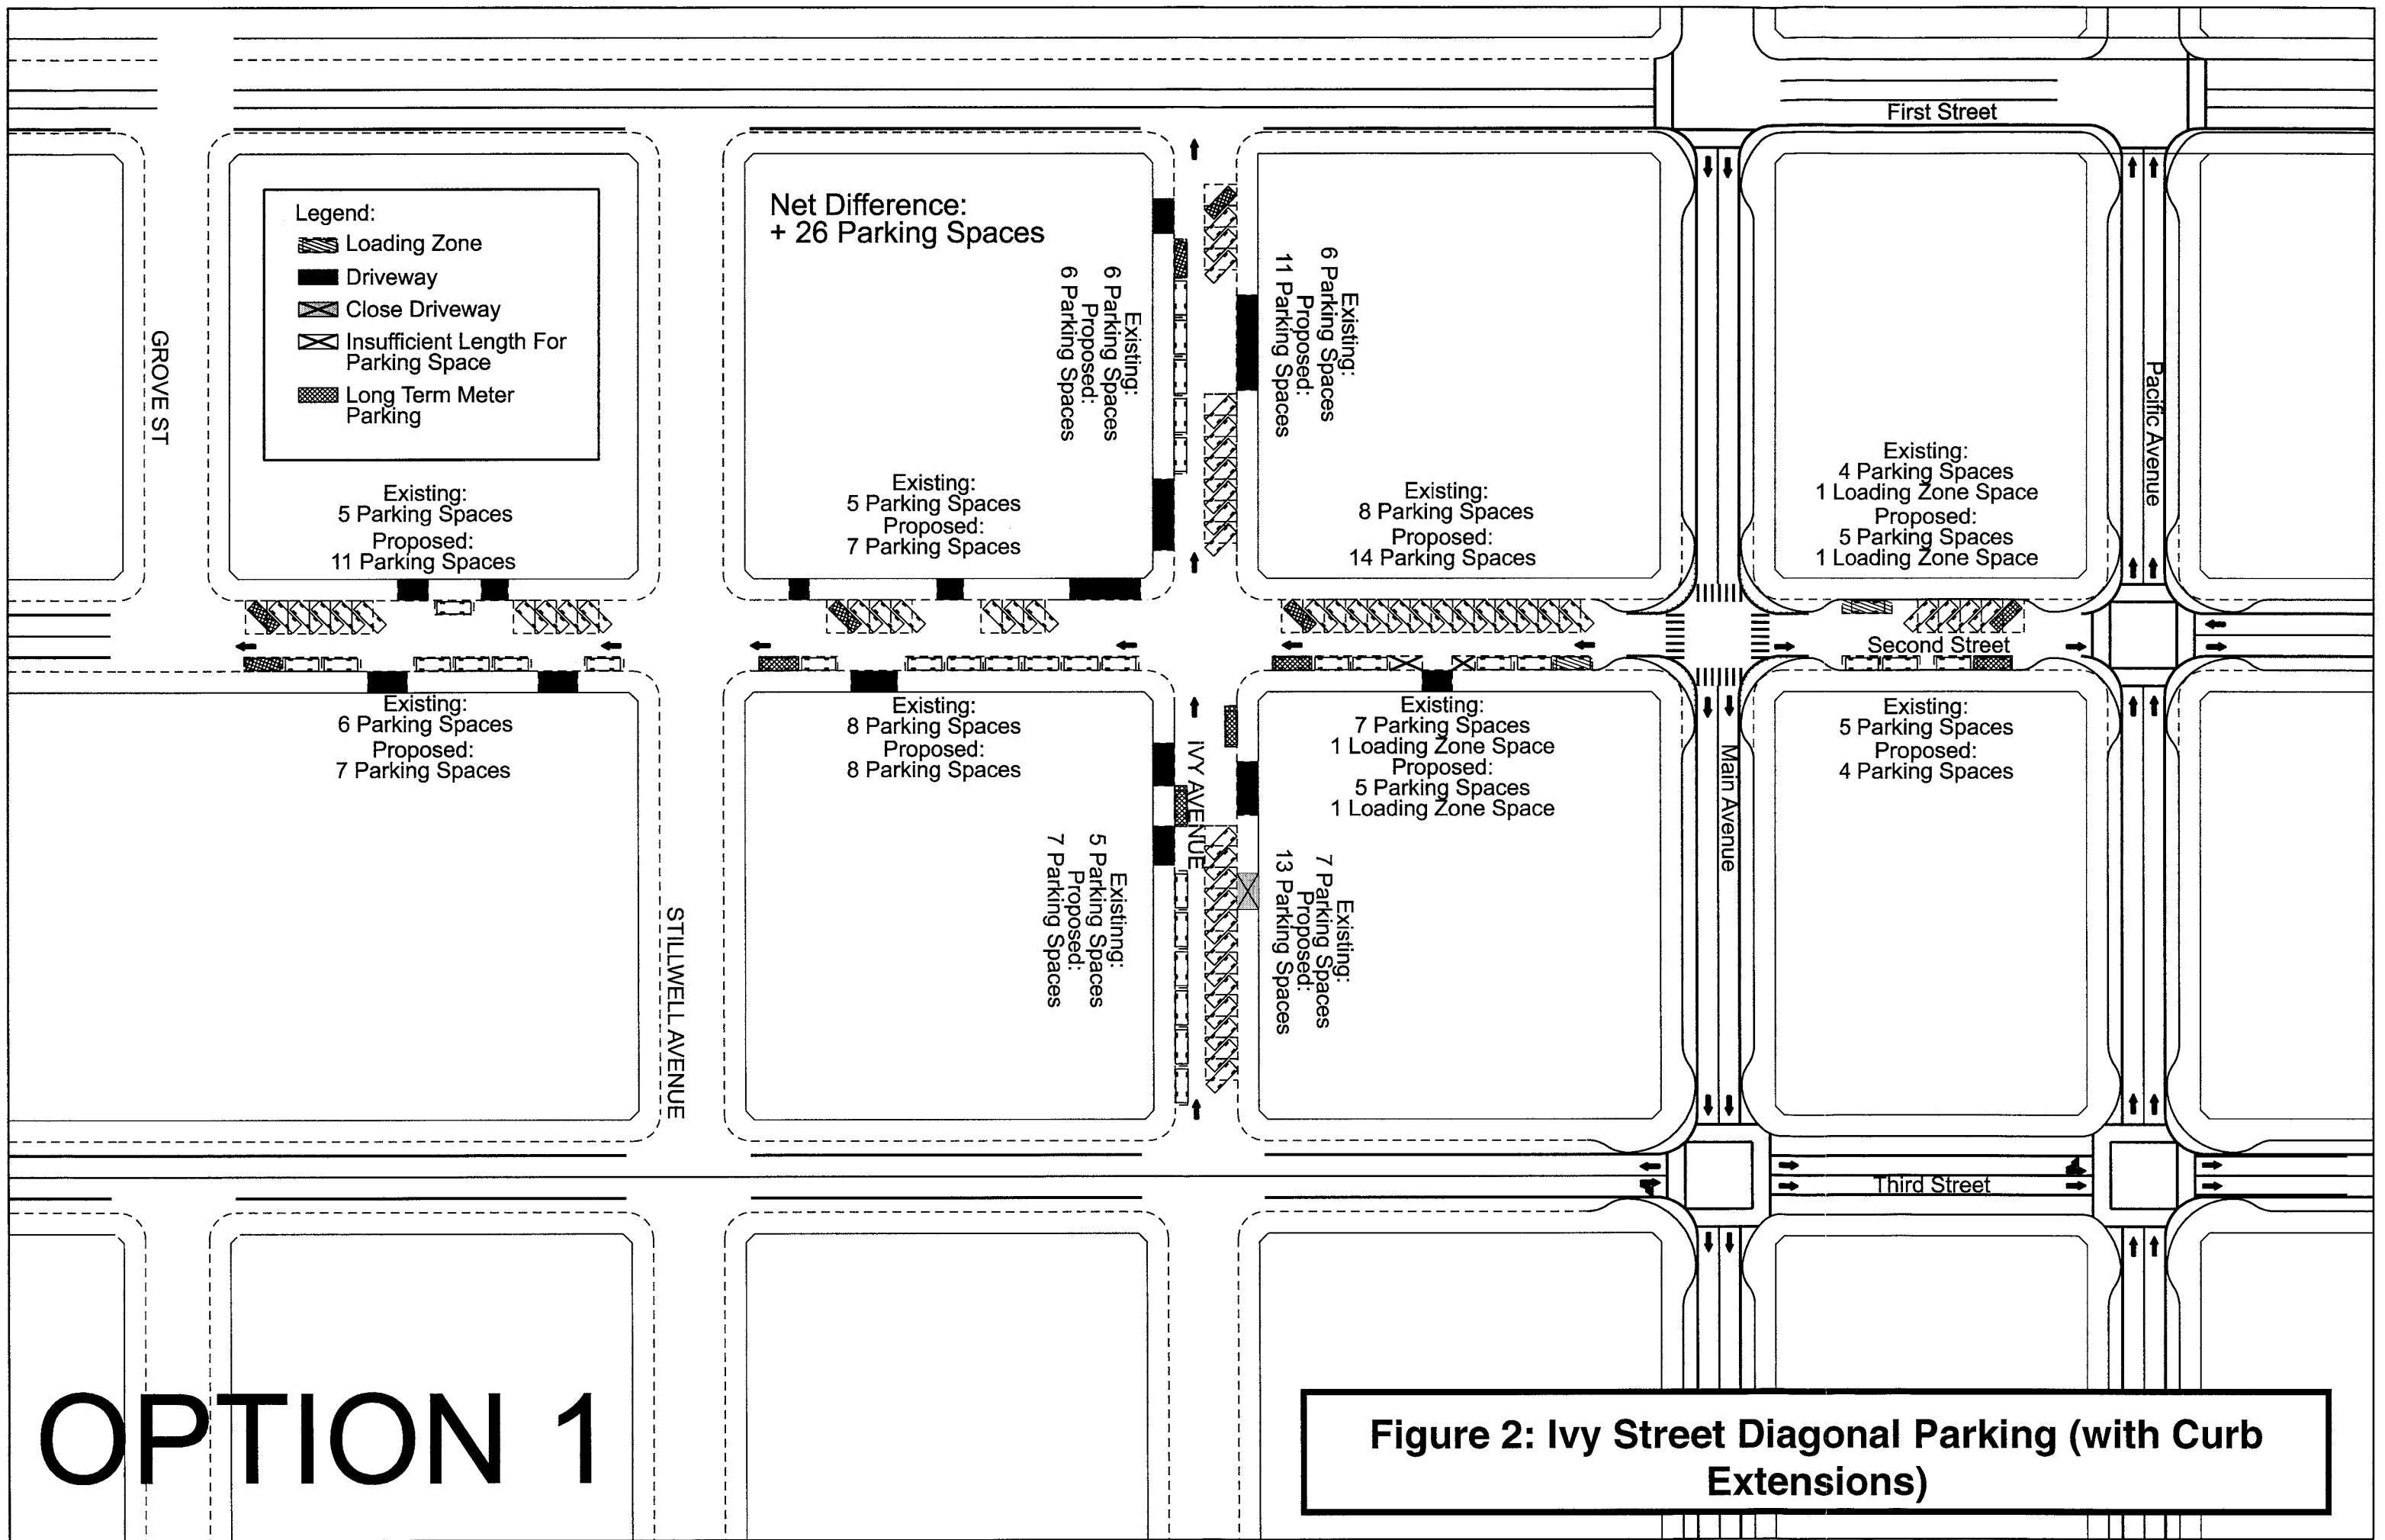 First Street
Legend:
Loading Zone
Driveway
Close Driveway
Insufficient Length For
Parking Space
Long Term Meter
Parking
Net Difference:
+ 26 Parking Spaces
GROVE ST
Existing:
5 Parking Spaces
Proposed:
11 Parking Spaces
Existing:
5 Parking Spaces
Proposed:
7 Parking Spaces
Existing:
6 Parking Spaces
Proposed:
6 Parking Spaces
Existing:
6 Parking Spaces
Proposed:
11 Parking Spaces
Existing:
8 Parking Spaces
Proposed:
14 Parking Spaces
Existing:
4 Parking Spaces
1 Loading Zone Space
Proposed:
5 Parking Spaces
1 Loading Zone Space
Pacific Avenue
Second Street
Existing:
6 Parking Spaces
Proposed:
7 Parking Spaces
Existing:
8 Parking Spaces
Proposed:
8 Parking Spaces
IVY AVENUE
Existing:
7 Parking Spaces
1 Loading Zone Space
Proposed:
5 Parking Spaces
1 Loading Zone Space
Main Avenue
Existing:
5 Parking Spaces
Proposed:
4 Parking Spaces
STILLWELL AVENUE
Existinng:
5 Parking Spaces
Proposed:
7 Parking Spaces
Existing:
7 Parking Spaces
Proposed:
13 Parking Spaces
Third Street
OPTION 1
Figure 2: Ivy Street Diagonal Parking (with Curb
Extensions)